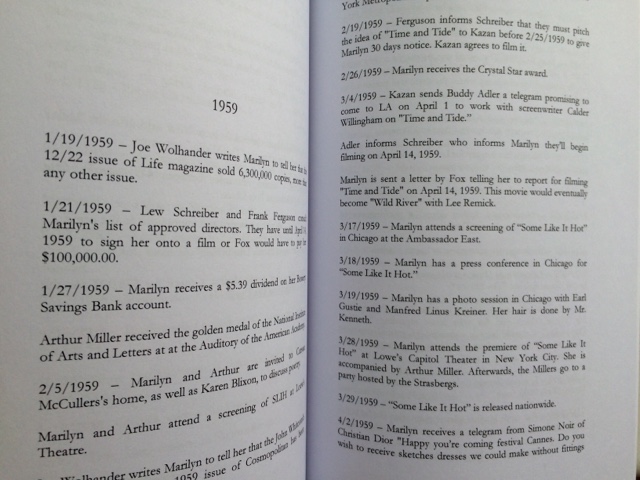 1959
1/19/1959 – Joe Wolhander writes Marilyn to tell her that the
12/22 issue of Life magazine sold 6,300,000 copies, more than
any other issue.
1/21/1959 – Lew Schreiber and Frank Ferguson
Marilyn's list of approved directors. They have until April
1959 to sign her onto a film or Fox would have to pay her
$100,000.00.
1/27/1959 – Marilyn receives a $5.39 dividend on her
Savings Bank account.
Arthur Miller received the golden medal of the National Institute
of Arts and Letters at at the Auditory of the American Academy
2/5/1959 – Marilyn and Arthur are invited to Carson
McCullers's home, as well as Karen Blixon, to discuss poetry.
Marilyn and Arthur attend a screening of SLIH at
Theatre.
Wolhander writes Marilyn to tell her that the John
1959 issue of Cosmopolitan has
York
2/19/1959 – Ferguson informs Schreiber that they must pitch
the idea of "Time and Tide" to Kazan before 2/25/1959 to give
Marilyn 30 days notice. Kazan agrees to film it.
2/26/1959 – Marilyn receives the Crystal Star award.
3/4/1959 – Kazan sends Buddy Adler a telegram promising to
come to LA on April 1 to work with screenwriter Calder
Willingham on "Time and Tide."
Adler informs Schreiber who informs Marilyn they'll begin
filming on April 14, 1959.
Marilyn is sent a letter by Fox telling her to report for filming
"Time and Tide" on April 14, 1959. This movie would eventually
become "Wild River" with Lee Remick.
3/17/1959 – Marilyn attends a screening of "Some Like It Hot"
in Chicago at the Ambassador East.
3/18/1959 – Marilyn has a press conference in Chicago for
"Some Like It Hot."
3/19/1959 – Marilyn has a photo session in Chicago with Earl
Gustie and Manfred Linus Kreiner. Her hair is done by Mr.
Kenneth.
3/28/1959 – Marilyn attends the premiere of "Some Like It
Hot" at Lowe's Capitol Theater in New York City. She is
accompanied by Arthur Miller. Afterwards, the Millers go to a
party hosted by the Strasbergs.
3/29/1959 – "Some Like It Hot" is released nationwide.
4/2/1959 – Marilyn receives a telegram from Simone Noir of
Christian Dior "Happy you're coming festival Cannes. Do you
wish to receive sketches dresses we could make without fittings